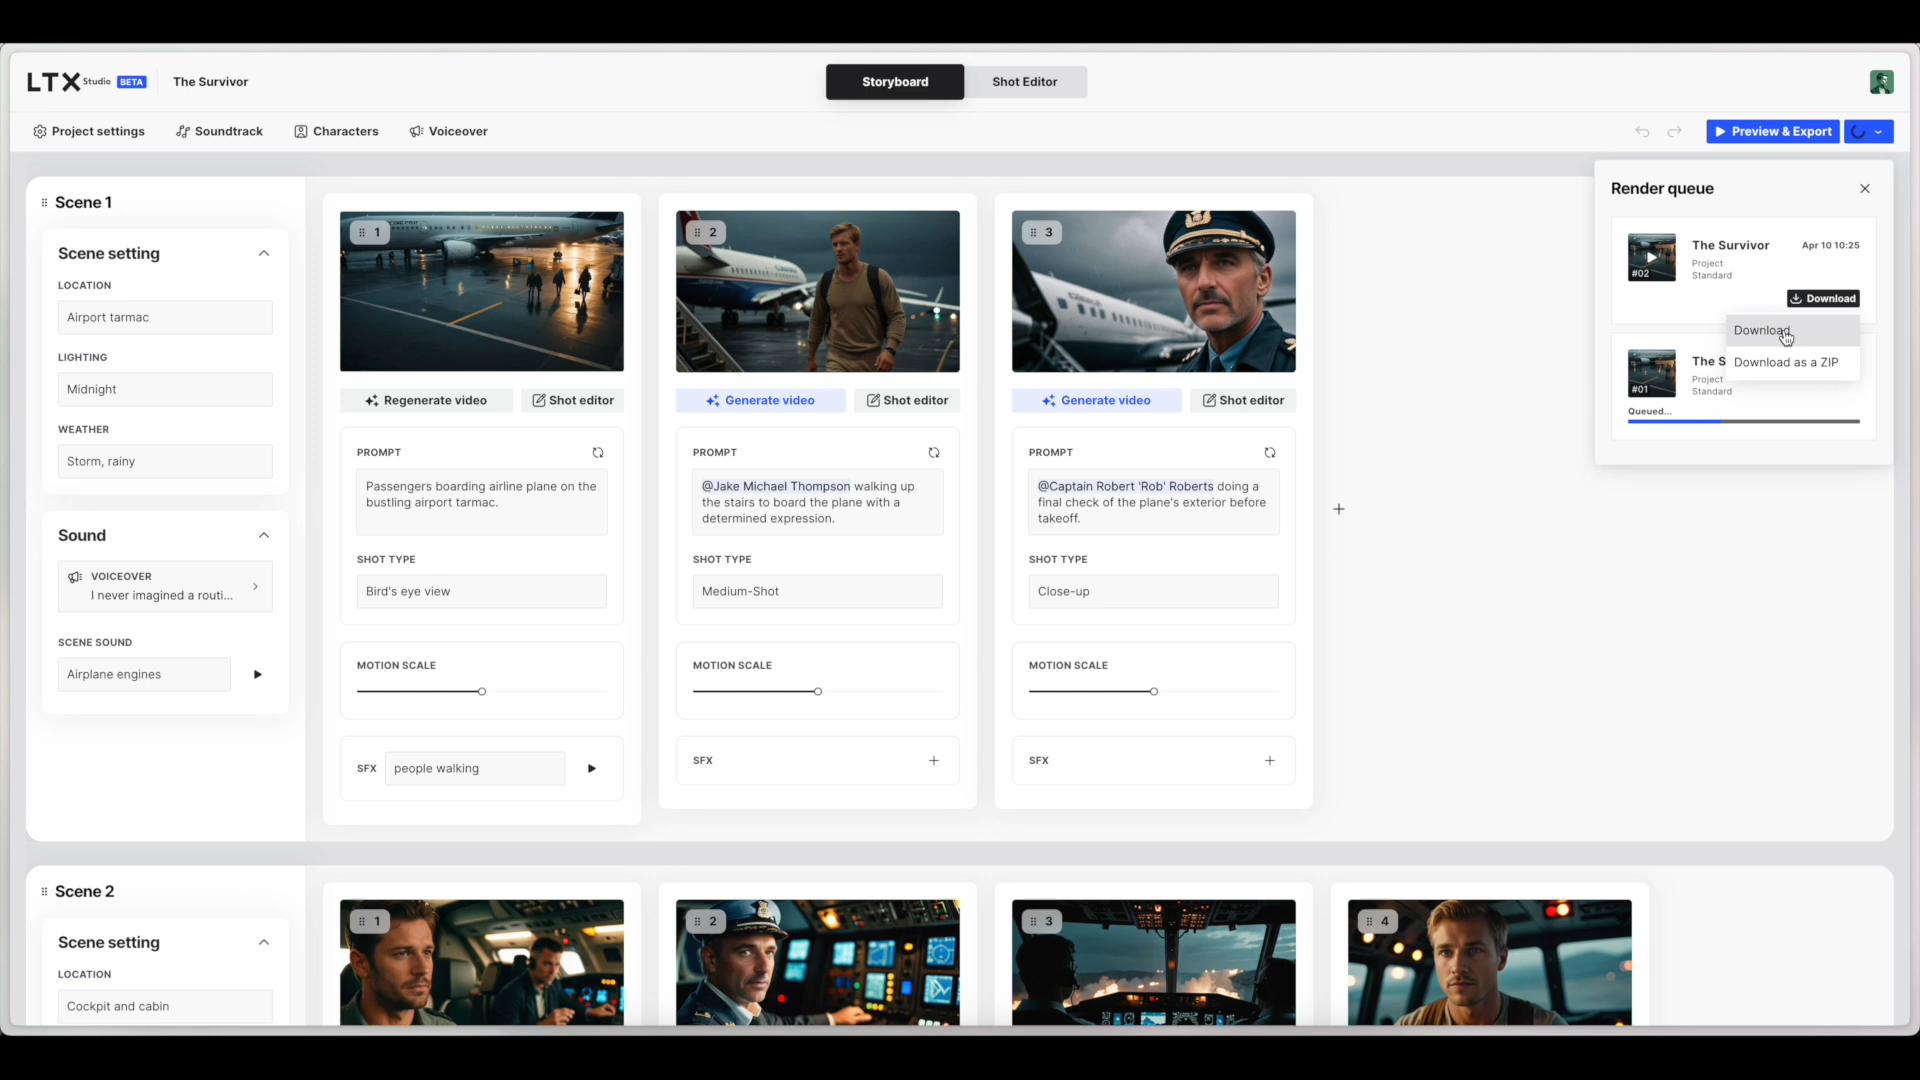 LTX Studio BETA The Survivor
Storyboard Shot Editor
Project settings Soundtrack Characters Voiceover
Preview & Export
Scene 1
Scene setting
LOCATION
Airport tarmac
LIGHTING
Midnight
WEATHER
Storm, rainy
Sound
VOICEOVER
I never imagined a routi...
SCENE SOUND
Airplane engines
1
Regenerate video Shot editor
PROMPT
Passengers boarding airline plane on the
bustling airport tarmac.
SHOT TYPE
Bird's eye view
MOTION SCALE
SFX people walking
2
Generate video Shot editor
PROMPT
@Jake Michael Thompson walking up
the stairs to board the plane with a
determined expression.
SHOT TYPE
Medium-Shot
MOTION SCALE
SFX
3
Generate video Shot editor
PROMPT
@Captain Robert 'Rob' Roberts doing a
final check of the plane's exterior before
takeoff.
SHOT TYPE
Close-up
MOTION SCALE
SFX
Render queue
The Survivor Apr 10 10:25
Project
Standard
#02
Download
Download
Download as a ZIP
The S
Project
Standard
#01
Queued...
Scene 2
Scene setting
LOCATION
Cockpit and cabin
1
2
3
4